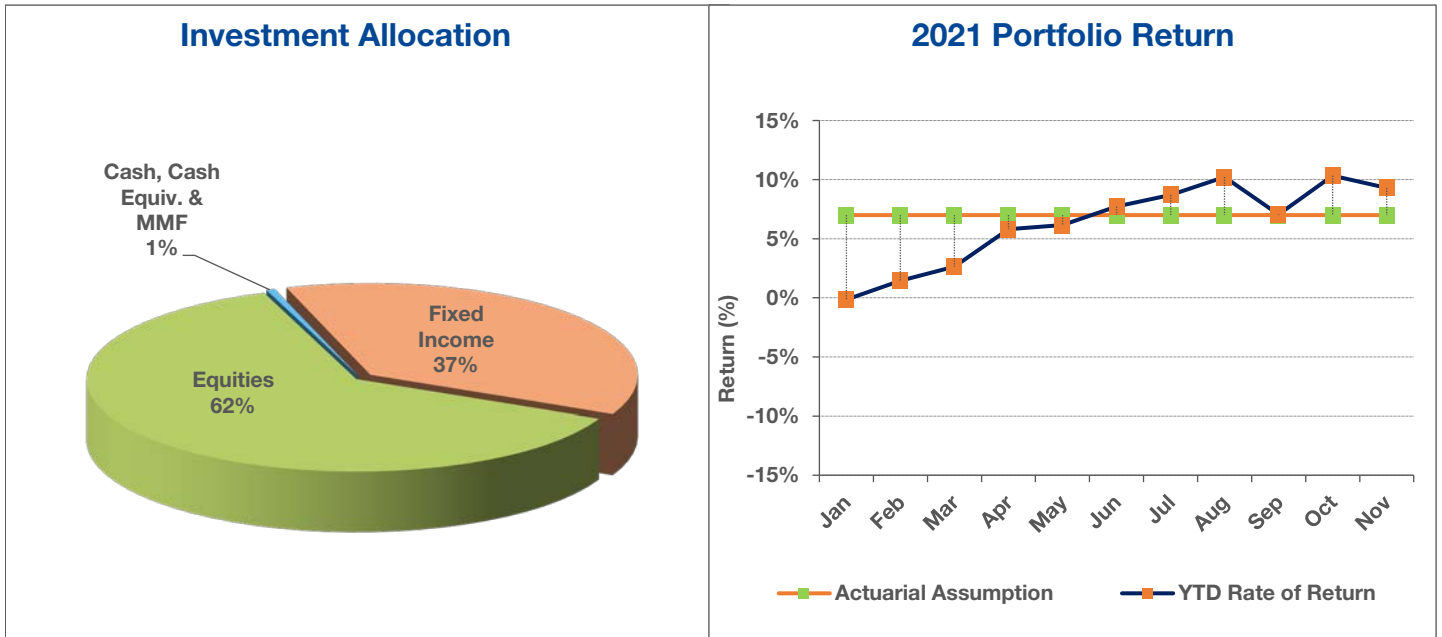 Investment Allocation
Cash, Cash
Equiv. &
MMF
1%
Fixed
Income
37%
Equities
62%
2021 Portfolio Return
Return (%)
15%
10%
5%
0%
-5%
-10%
-15%
Jan
Feb
Mar
Apr
May
Jun
Jul
Aug
Sep
Oct
Nov
Actuarial Assumption
YTD Rate of Return